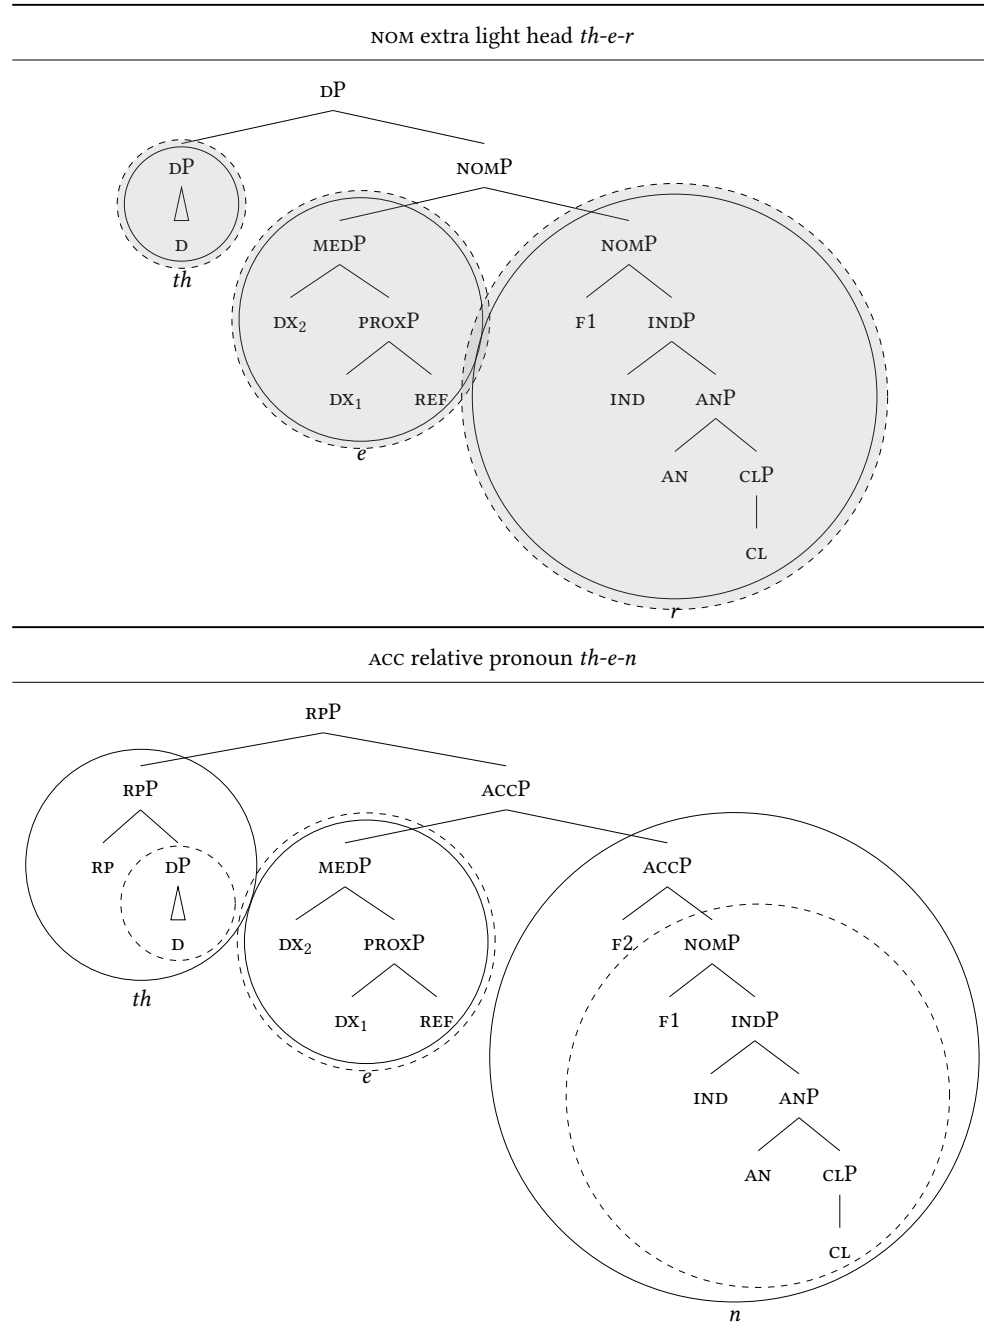 NOM extra light head th-e-r
DP
DP NOMP
D MEDP NOMP
th
DX₂ PROXP F1 INDP
DX₁ REF IND ANP
e
AN CLP
CL
r
ACC relative pronoun th-e-n
RPP
RPP ACCP
RP DP MEDP ACCP
D DX₂ PROXP F2 NOMP
th DX₁ REF F1 INDP
e
IND ANP
AN CLP
CL
n